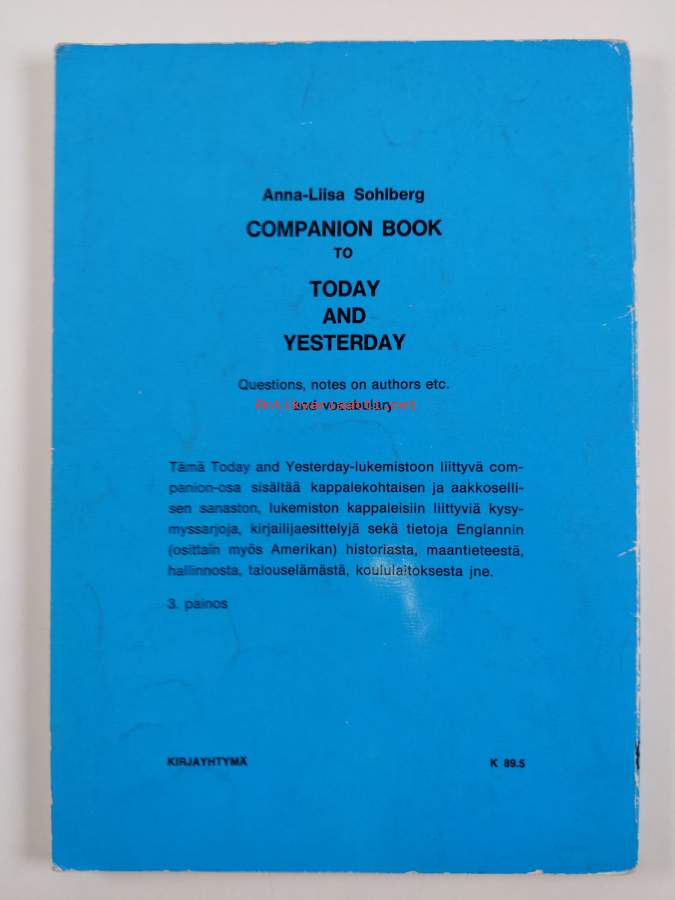 Anna-Liisa Sohlberg
COMPANION BOOK
TO
TODAY
AND
YESTERDAY
Questions, notes on authors etc.
and vocabulary
Antikvariaatti.net
Tämä Today and Yesterday-lukemistoon liittyvä com-
panion-osa sisältää kappalekohtaisen ja aakkoselli-
sen sanaston, lukemiston kappaleisiin liittyviä kysy-
myssarjoja, kirjailijaesittelyjä sekä tietoja Englannin
(osittain myös Amerikan) historiasta, maantieteestä,
hallinnosta, talouselämästä, koululaitoksesta jne.
3. painos
KIRJAYHTYMÄ
K 89.5